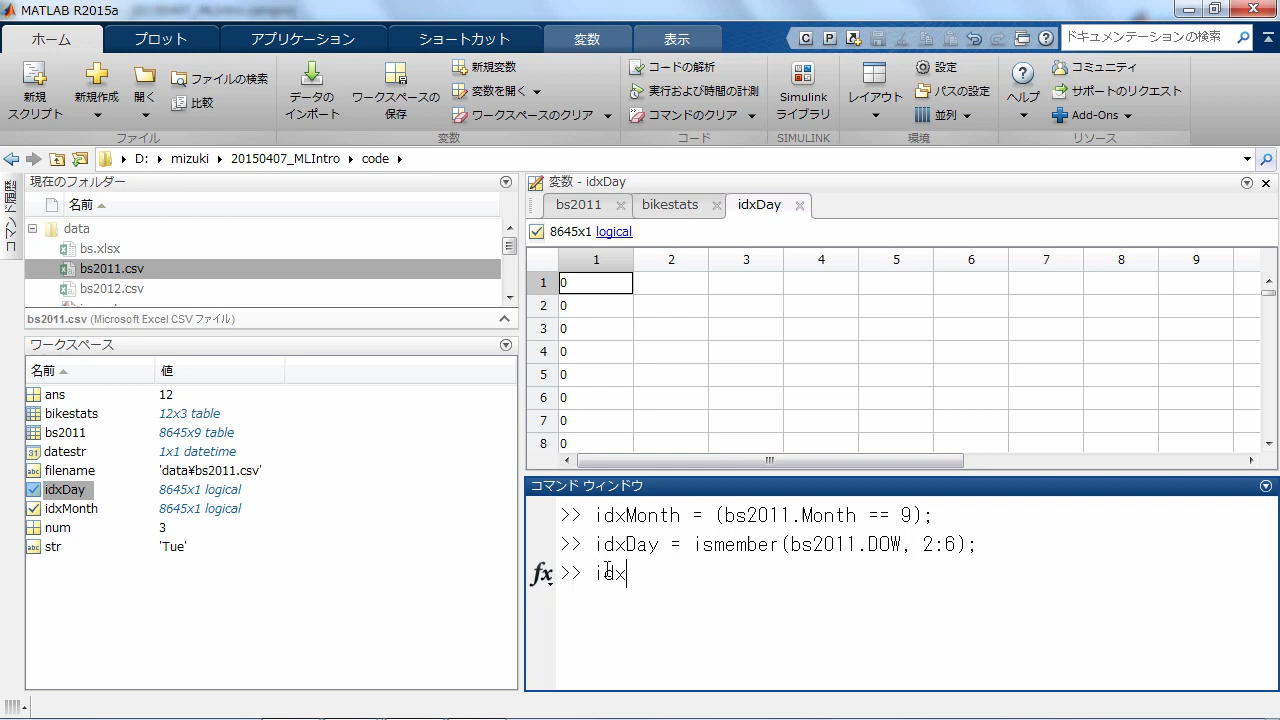 MATLAB R2015a
ホーム プロット アプリケーション ショートカット 変数 表示 ドキュメンテーションの検索
新規 スクリプト
新規作成
開く
ファイルの検索
比較
ファイル
データの インポート
ワークスペースの 保存
新規変数
変数を開く
ワークスペースのクリア
変数
コードの解析
実行および時間の計測
コマンドのクリア
コード
Simulink ライブラリ
SIMULINK
レイアウト
設定
パスの設定
並列
環境
ヘルプ
コミュニティ
サポートのリクエスト
Add-Ons
リソース
D: mizuki 20150407_MLIntro code
現在のフォルダー
名前
data
bs.xlsx
bs2011.csv
bs2012.csv
bs2011.csv (Microsoft Excel CSV ファイル)
ワークスペース
名前 値
ans 12
bikestats 12x3 table
bs2011 8645x9 table
datestr 1x1 datetime
filename 'data¥bs2011.csv'
idxDay 8645x1 logical
idxMonth 8645x1 logical
num 3
str 'Tue'
変数 - idxDay
bs2011 bikestats idxDay
8645x1 logical
1 2 3 4 5 6 7 8 9
1 0
2 0
3 0
4 0
5 0
6 0
7 0
8 0
コマンド ウィンドウ
>> idxMonth = (bs2011.Month == 9);
>> idxDay = ismember(bs2011.DOW, 2:6);
fx >> idx